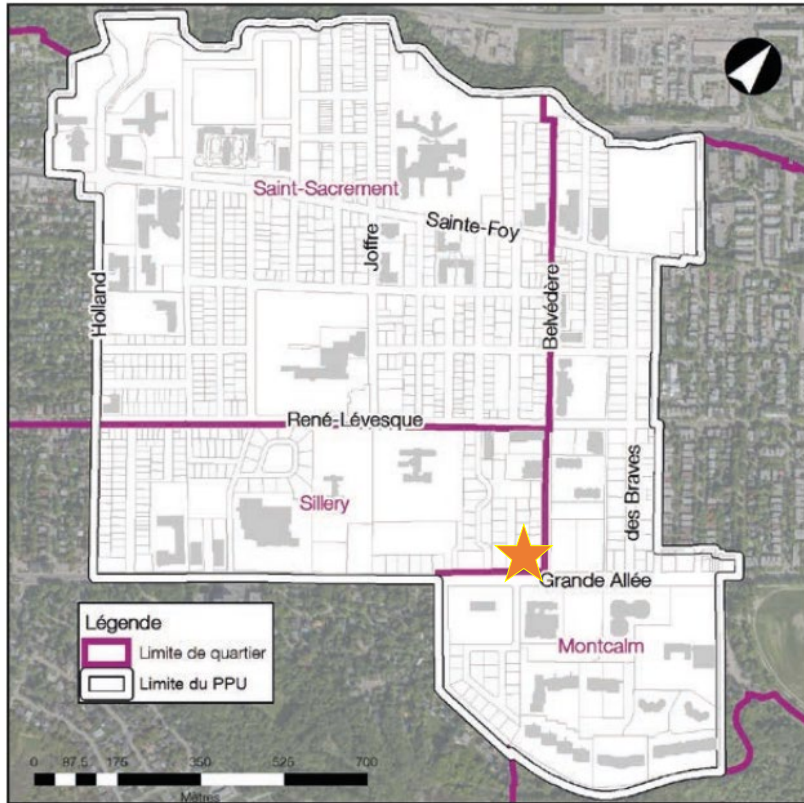 Saint-Sacrement
Sainte-Foy
Joffre
Holland
Belvédère
René-Lévesque
Sillery
des Braves
Grande Allée
Montcalm
Légende
Limite de quartier
Limite du PPU
0 87.5 175 350 525 700
Mètres